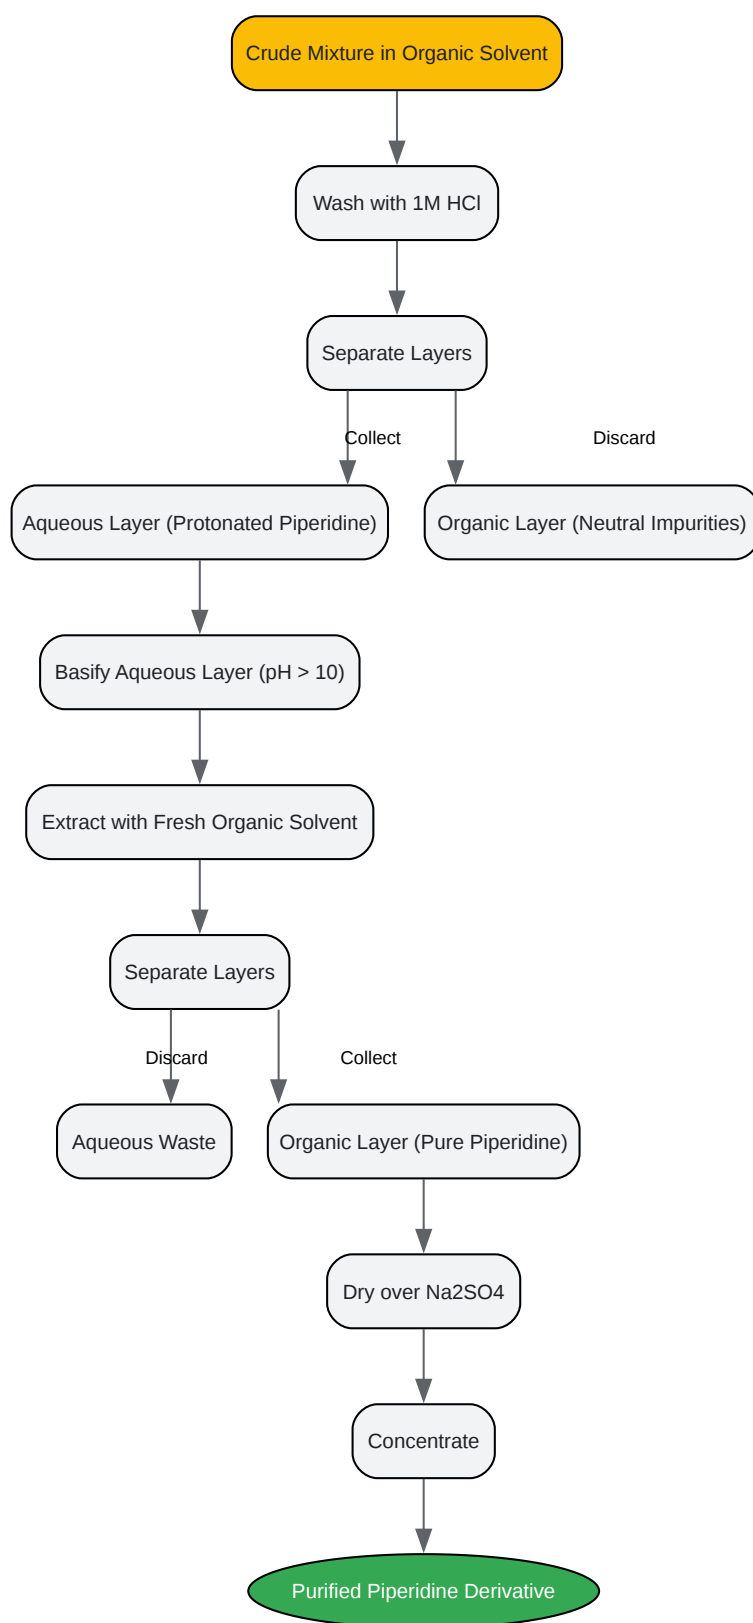 Crude Mixture in Organic Solvent
Wash with 1M HCl
Separate Layers
Collect
Discard
Aqueous Layer (Protonated Piperidine)
Organic Layer (Neutral Impurities)
Basify Aqueous Layer (pH > 10)
Extract with Fresh Organic Solvent
Separate Layers
Discard
Collect
Aqueous Waste
Organic Layer (Pure Piperidine)
Dry over Na2SO4
Concentrate
Purified Piperidine Derivative